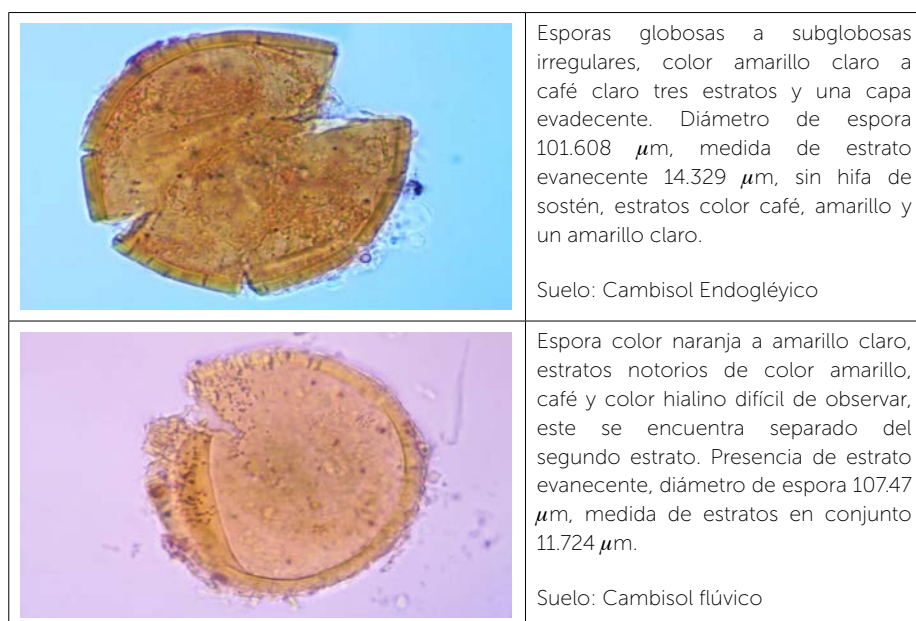 Esporas globosas a subglobosas
irregulares, color amarillo claro a
café claro tres estratos y una capa
evadecente. Diámetro de espora
101.608 μm, medida de estrato
evanecente 14.329 μm, sin hifa de
sostén, estratos color café, amarillo y
un amarillo claro.
Suelo: Cambisol Endogléyico
Espora color naranja a amarillo claro,
estratos notorios de color amarillo,
café y color hialino difícil de observar,
este se encuentra separado del
segundo estrato. Presencia de estrato
evanecente, diámetro de espora 107.47
μm, medida de estratos en conjunto
11.724 μm.
Suelo: Cambisol flúvico